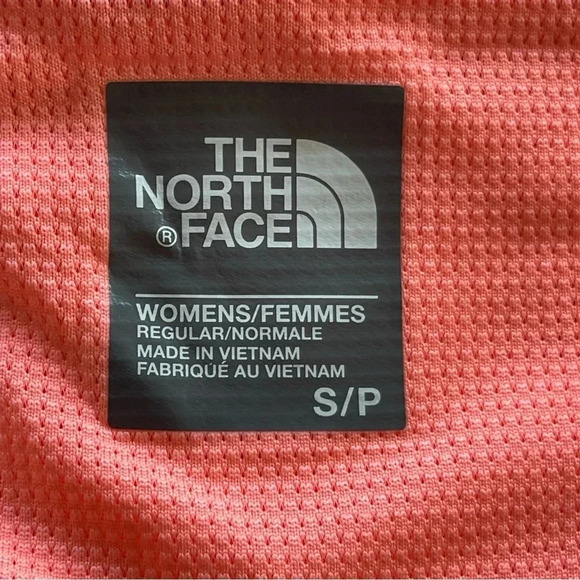 THE
NORTH
® FACE
WOMENS/FEMMES
REGULAR/NORMALE
MADE IN VIETNAM
FABRIQUÉ AU VIETNAM
S/P